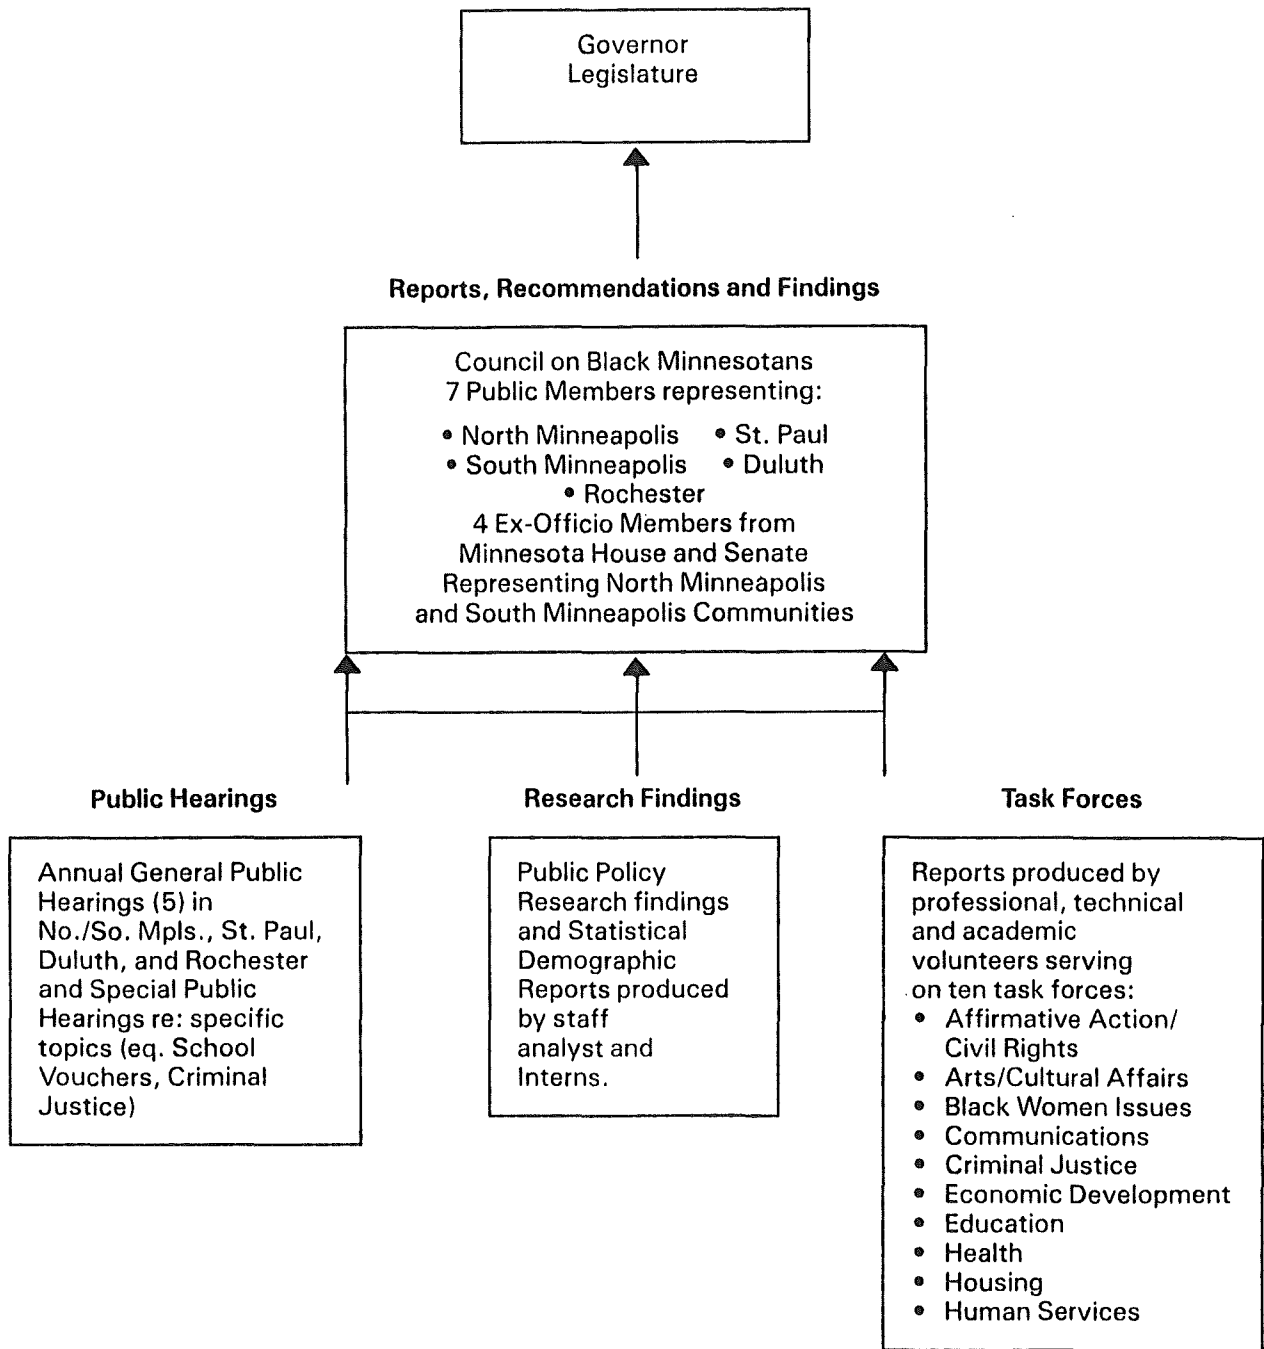 Governor
Legislature
Reports, Recommendations and Findings
Council on Black Minnesotans
7 Public Members representing:
• North Minneapolis • St. Paul
• South Minneapolis • Duluth
• Rochester
4 Ex-Officio Members from
Minnesota House and Senate
Representing North Minneapolis
and South Minneapolis Communities
Public Hearings
Annual General Public
Hearings (5) in
No./So. Mpls., St. Paul,
Duluth, and Rochester
and Special Public
Hearings re: specific
topics (eq. School
Vouchers, Criminal
Justice)
Research Findings
Public Policy
Research findings
and Statistical
Demographic
Reports produced
by staff
analyst and
Interns.
Task Forces
Reports produced by
professional, technical
and academic
volunteers serving
on ten task forces:
• Affirmative Action/
Civil Rights
• Arts/Cultural Affairs
• Black Women Issues
• Communications
• Criminal Justice
• Economic Development
• Education
• Health
• Housing
• Human Services